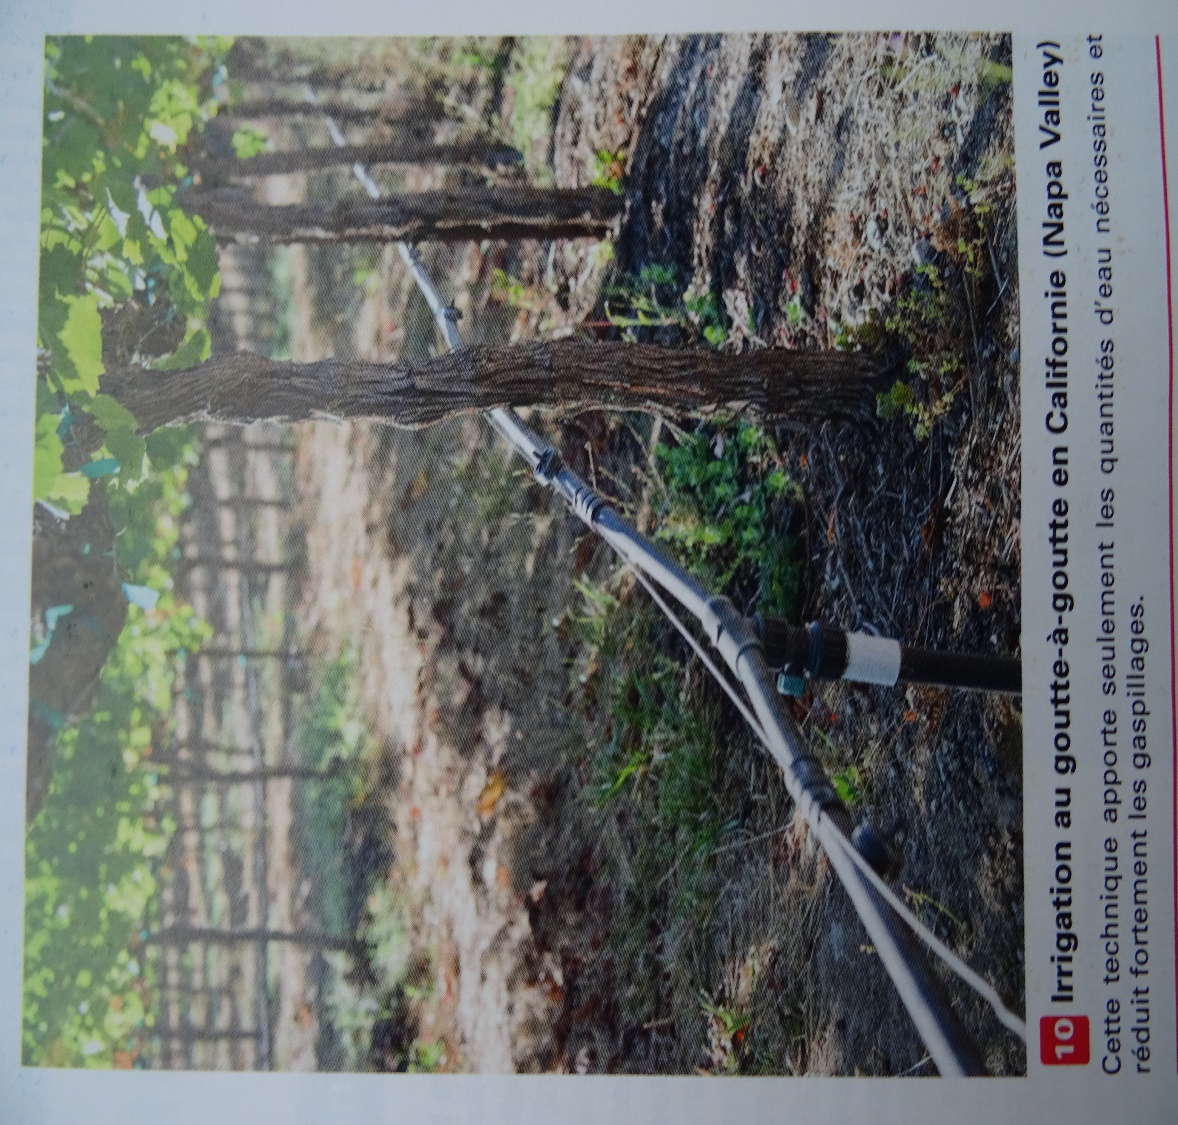 10 Irrigation au goutte-à-goutte en Californie (Napa Valley)
Cette technique apporte seulement les quantités d'eau nécessaires et
réduit fortement les gaspillages.